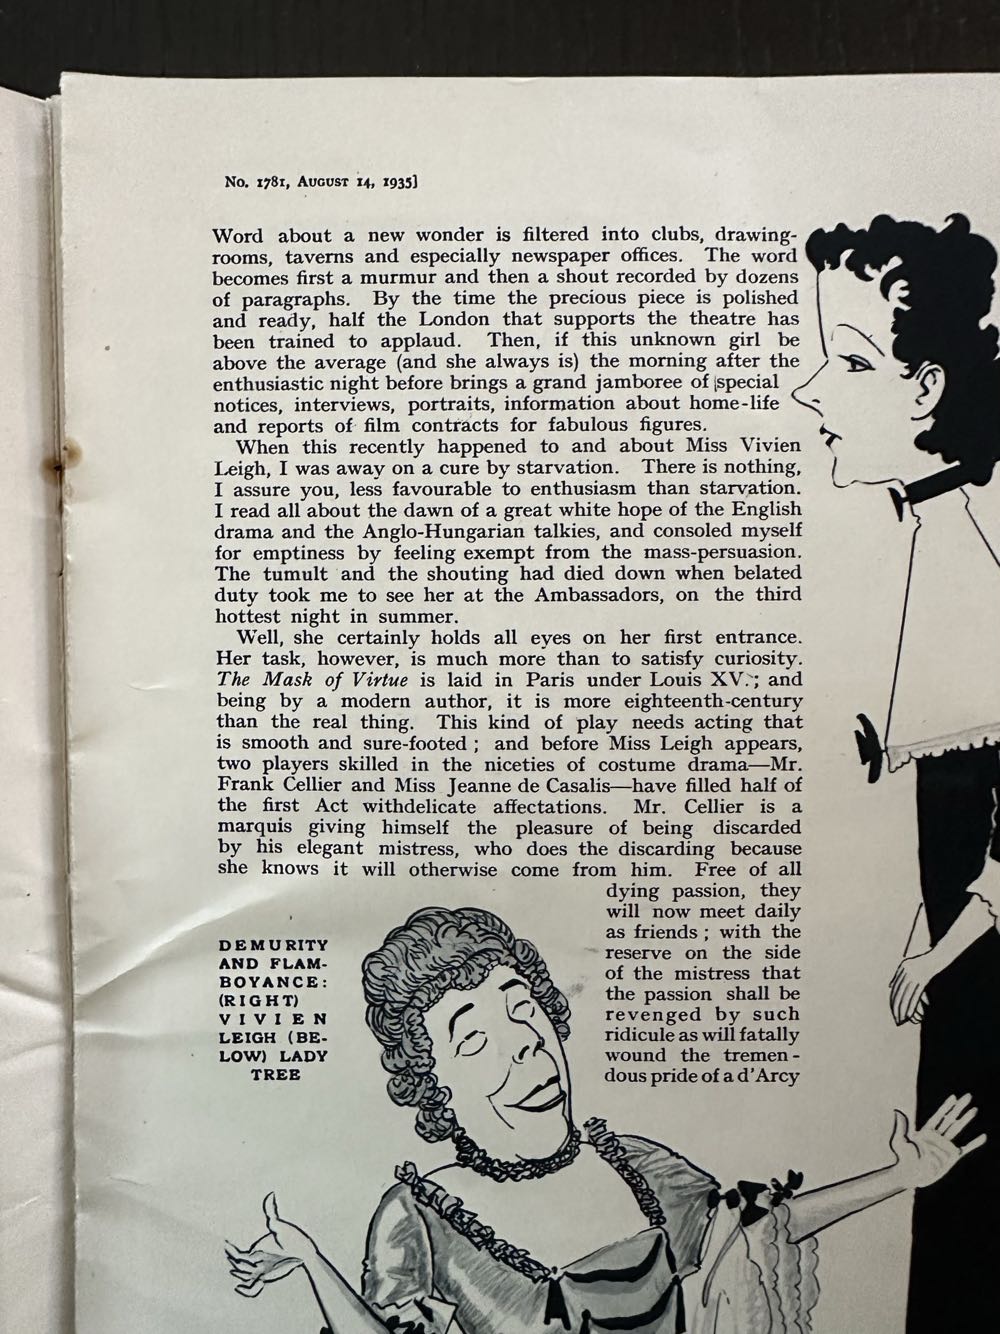 No. 1781, August 14, 1935]
Word about a new wonder is filtered into clubs, drawing-
rooms, taverns and especially newspaper offices. The word
becomes first a murmur and then a shout recorded by dozens
of paragraphs. By the time the precious piece is polished
and ready, half the London that supports the theatre has
been trained to applaud. Then, if this unknown girl be
above the average (and she always is) the morning after the
enthusiastic night before brings a grand jamboree of special
notices, interviews, portraits, information about home-life
and reports of film contracts for fabulous figures.
When this recently happened to and about Miss Vivien
Leigh, I was away on a cure by starvation. There is nothing,
I assure you, less favourable to enthusiasm than starvation.
I read all about the dawn of a great white hope of the English
drama and the Anglo-Hungarian talkies, and consoled myself
for emptiness by feeling exempt from the mass-persuasion.
The tumult and the shouting had died down when belated
duty took me to see her at the Ambassadors, on the third
hottest night in summer.
Well, she certainly holds all eyes on her first entrance.
Her task, however, is much more than to satisfy curiosity.
The Mask of Virtue is laid in Paris under Louis XV.; and
being by a modern author, it is more eighteenth-century
than the real thing. This kind of play needs acting that
is smooth and sure-footed ; and before Miss Leigh appears,
two players skilled in the niceties of costume drama—Mr.
Frank Cellier and Miss Jeanne de Casalis—have filled half of
the first Act withdelicate affectations. Mr. Cellier is a
marquis giving himself the pleasure of being discarded
by his elegant mistress, who does the discarding because
she knows it will otherwise come from him. Free of all
dying passion, they
will now meet daily
as friends ; with the
reserve on the side
of the mistress that
the passion shall be
revenged by such
ridicule as will fatally
wound the tremen-
dous pride of a d'Arcy
DEMURITY
AND FLAM-
BOYANCE:
(RIGHT)
VIVIEN
LEIGH (BE-
LOW) LADY
TREE